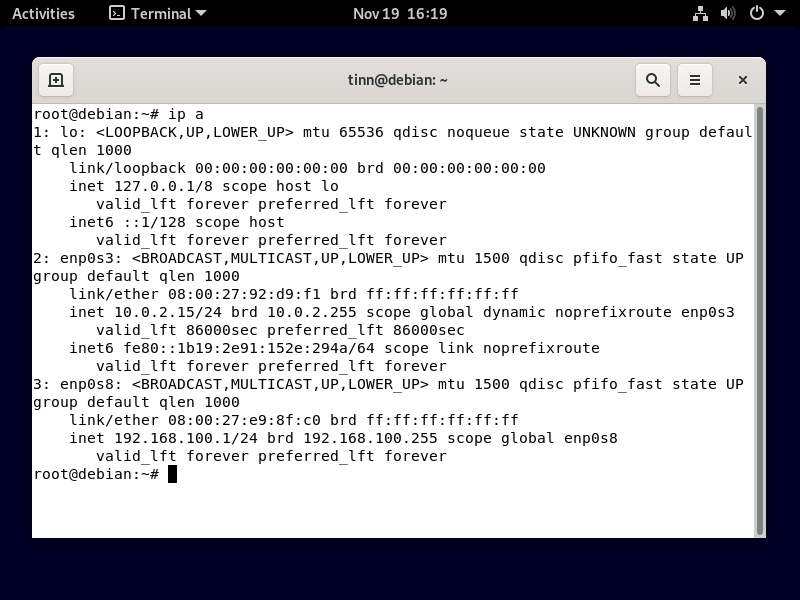 Activities Terminal Nov 19 16:19
tinn@debian: ~
root@debian:~# ip a
1: lo: <LOOPBACK,UP,LOWER_UP> mtu 65536 qdisc noqueue state UNKNOWN group defaul
t qlen 1000
    link/loopback 00:00:00:00:00:00 brd 00:00:00:00:00:00
    inet 127.0.0.1/8 scope host lo
       valid_lft forever preferred_lft forever
    inet6 ::1/128 scope host
       valid_lft forever preferred_lft forever
2: enp0s3: <BROADCAST,MULTICAST,UP,LOWER_UP> mtu 1500 qdisc pfifo_fast state UP
group default qlen 1000
    link/ether 08:00:27:92:d9:f1 brd ff:ff:ff:ff:ff:ff
    inet 10.0.2.15/24 brd 10.0.2.255 scope global dynamic noprefixroute enp0s3
       valid_lft 86000sec preferred_lft 86000sec
    inet6 fe80::1b19:2e91:152e:294a/64 scope link noprefixroute
       valid_lft forever preferred_lft forever
3: enp0s8: <BROADCAST,MULTICAST,UP,LOWER_UP> mtu 1500 qdisc pfifo_fast state UP
group default qlen 1000
    link/ether 08:00:27:e9:8f:c0 brd ff:ff:ff:ff:ff:ff
    inet 192.168.100.1/24 brd 192.168.100.255 scope global enp0s8
       valid_lft forever preferred_lft forever
root@debian:~#